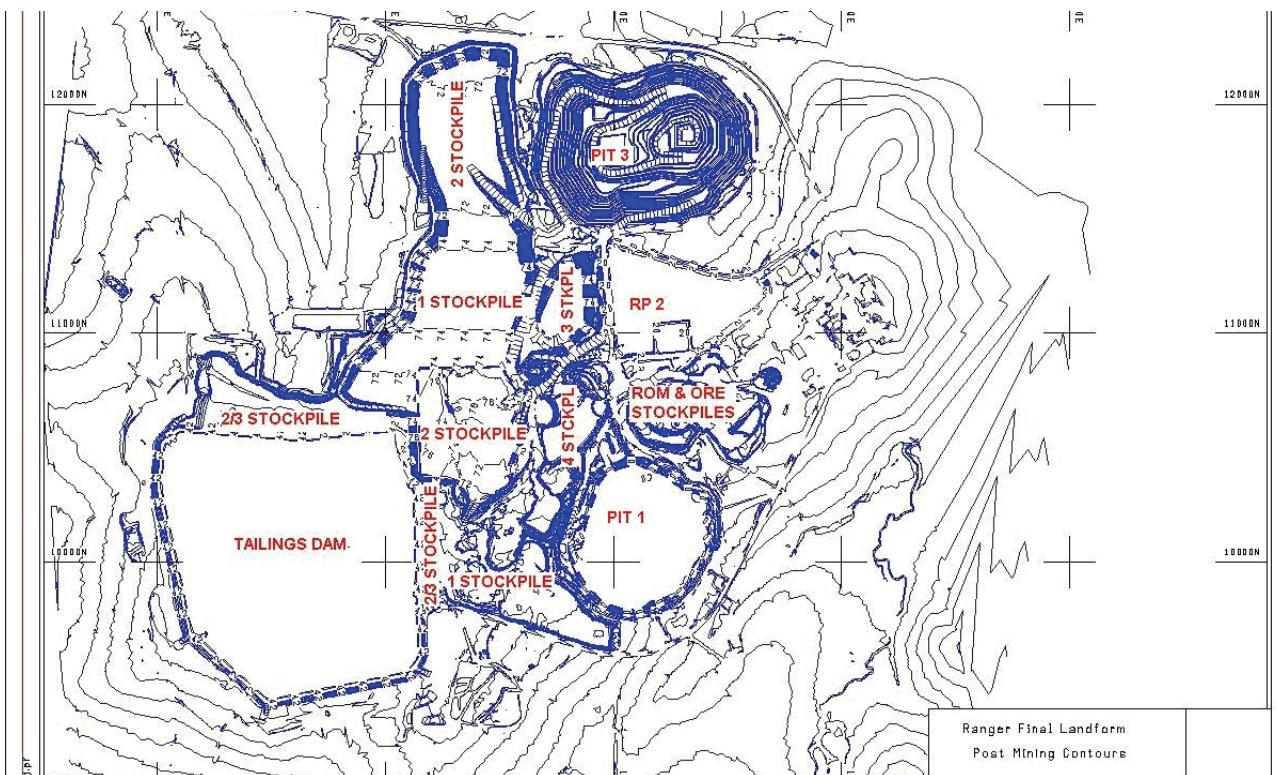 12000N
12000N
2 STOCKPILE
PIT 3
1 STOCKPILE
3 STKPL
RP 2
11000N
11000N
2/3 STOCKPILE
2 STOCKPILE
4 STCKPL
ROM & ORE
STOCKPILES
TAILINGS DAM
2/3 STOCKPILE
1 STOCKPILE
PIT 1
10000N
10000N
Ranger Final Landform
Post Mining Contours